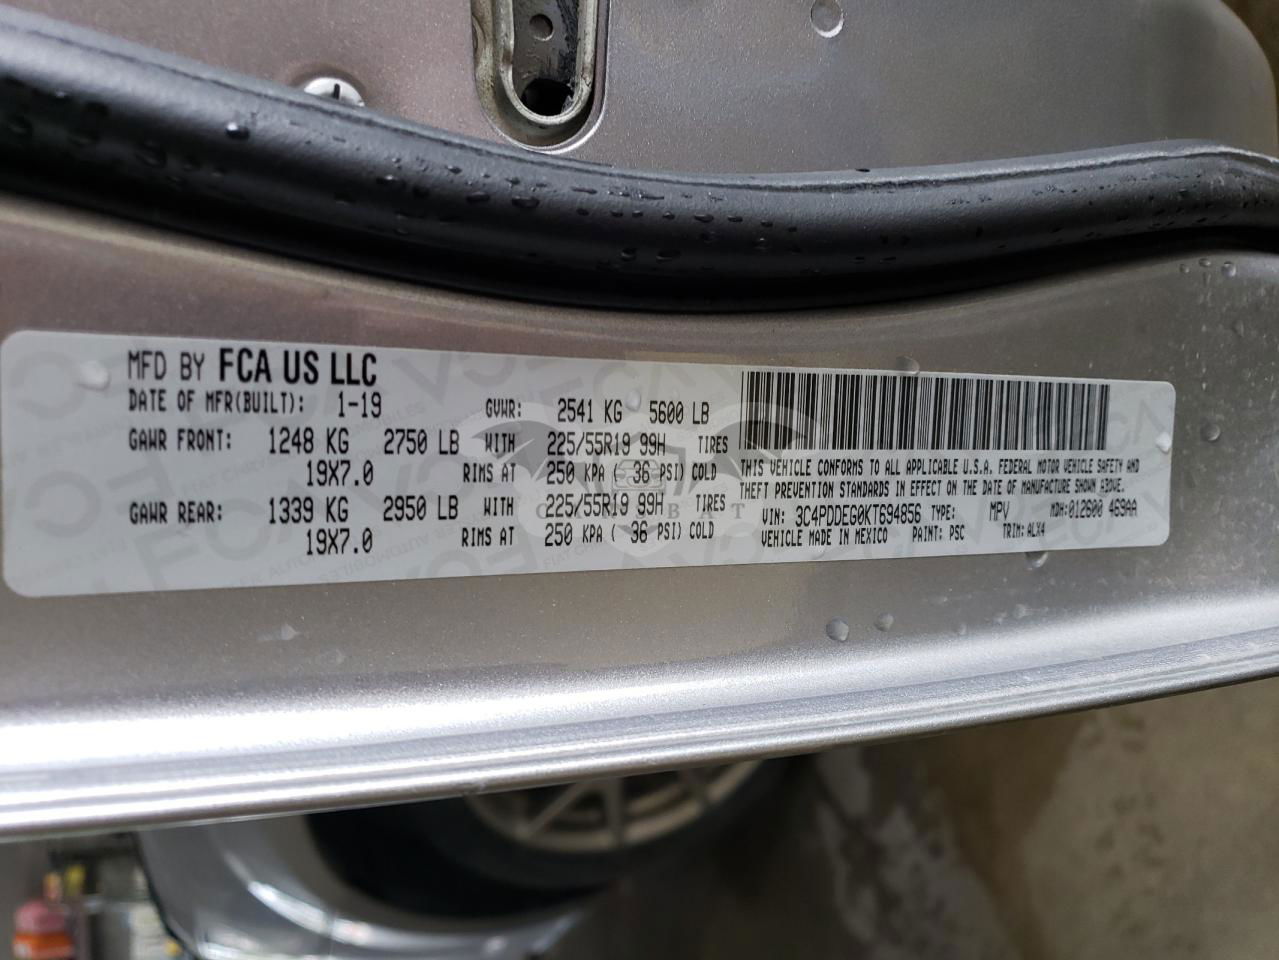 MFD BY FCA US LLC
DATE OF MFR(BUILT): 1-19 GVWR: 2541 KG 5600 LB
GAWR FRONT: 1248 KG 2750 LB WITH 225/55R19 99H TIRES
19X7.0 RIMS AT 250 KPA ( 36 PSI) COLD
GAWR REAR: 1339 KG 2950 LB WITH 225/55R19 99H TIRES
19X7.0 RIMS AT 250 KPA ( 36 PSI) COLD
THIS VEHICLE CONFORMS TO ALL APPLICABLE U.S.A. FEDERAL MOTOR VEHICLE SAFETY AND
THEFT PREVENTION STANDARDS IN EFFECT ON THE DATE OF MANUFACTURE SHOWN ABOVE.
VIN: 3C4PDDEG0KT694856 TYPE: MPV MDH:012600 469AA
VEHICLE MADE IN MEXICO PAINT: PSC TRIM: ALX4